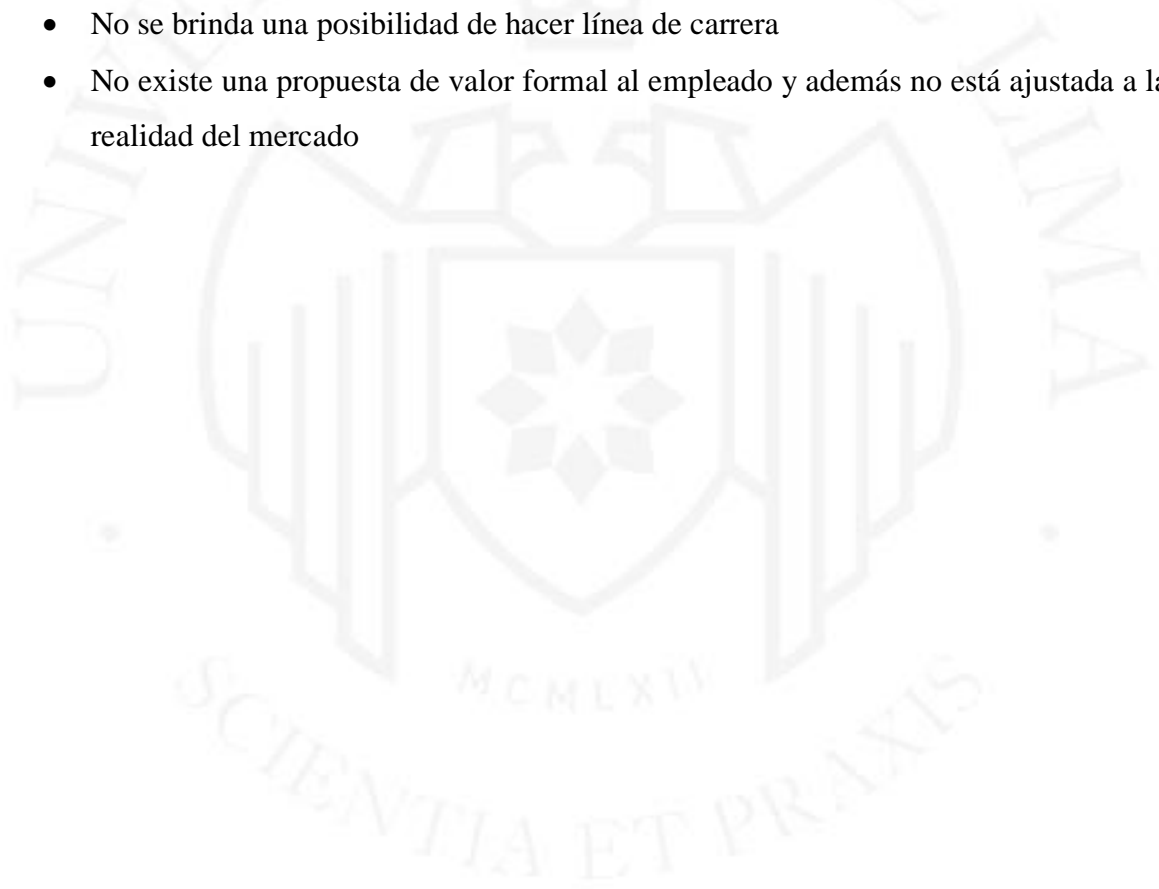 • No se brinda una posibilidad de hacer línea de carrera
• No existe una propuesta de valor formal al empleado y además no está ajustada a la
realidad del mercado
MCMLXII
SCIENTIA ET PRAXIS